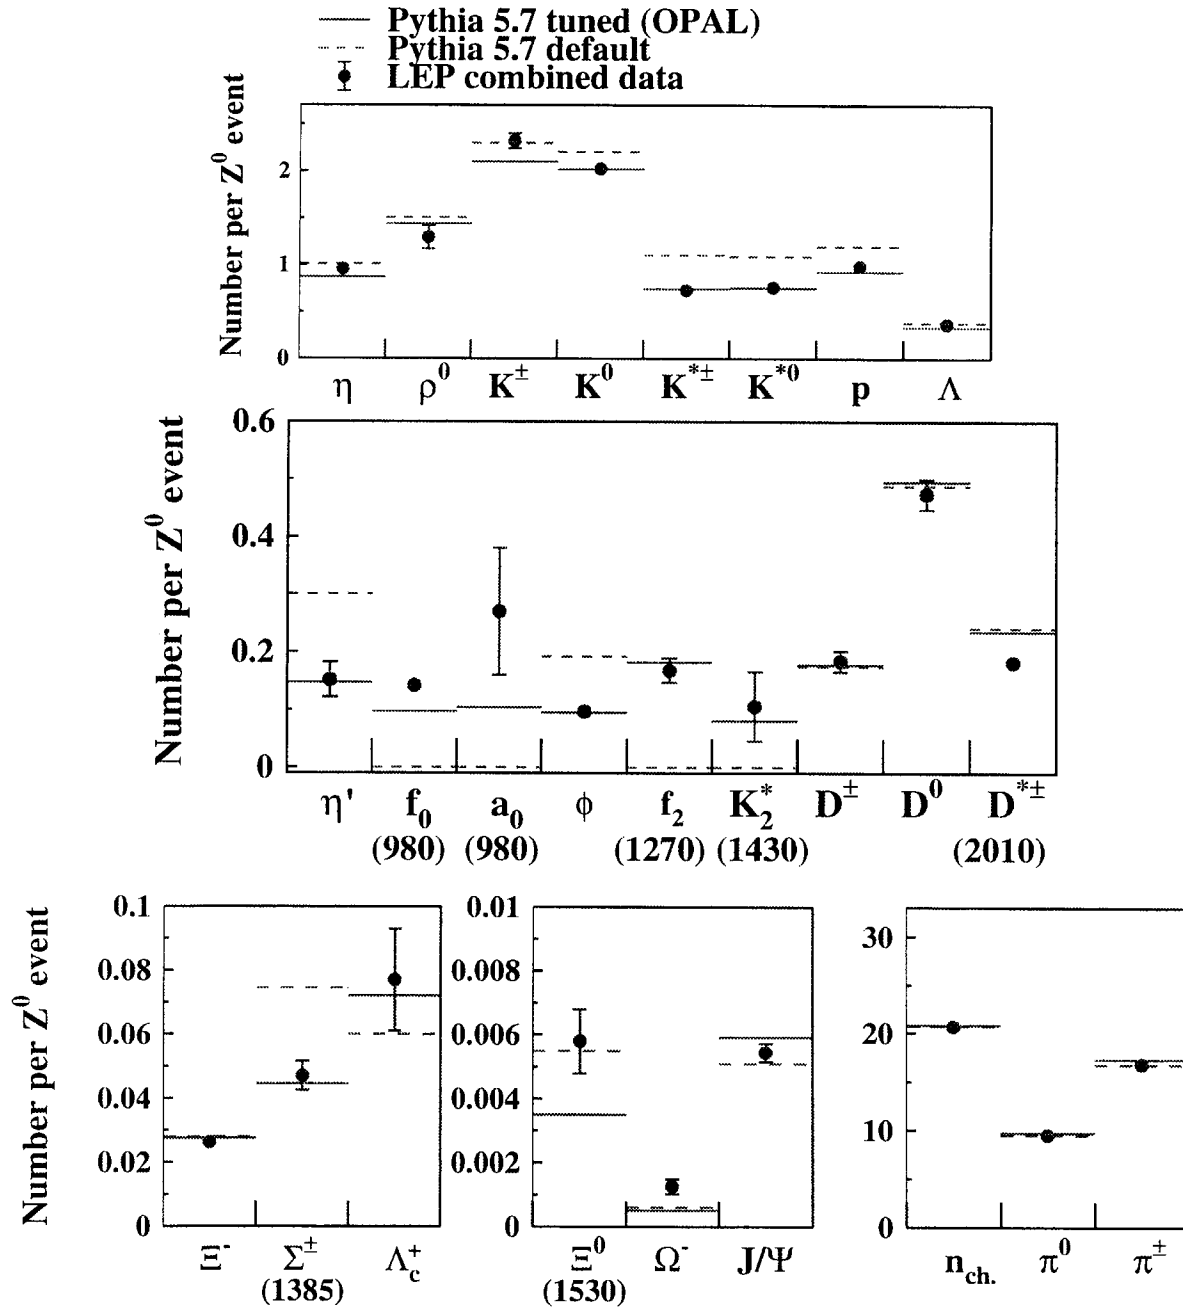 Pythia 5.7 tuned (OPAL)
Pythia 5.7 default
LEP combined data
Number per Z⁰ event
2
1
0
η ρ⁰ K± K⁰ K*± K*⁰ p Λ
Number per Z⁰ event
0.6
0.4
0.2
0
η' f₀ a₀ φ f₂ K₂* D± D⁰ D*±
(980) (980) (1270) (1430) (2010)
Number per Z⁰ event
0.1
0.08
0.06
0.04
0.02
0
Ξ⁻ Σ± Λc⁺
(1385)
0.01
0.008
0.006
0.004
0.002
0
Ξ⁰ Ω⁻ J/Ψ
(1530)
30
20
10
0
n ch. π⁰ π±